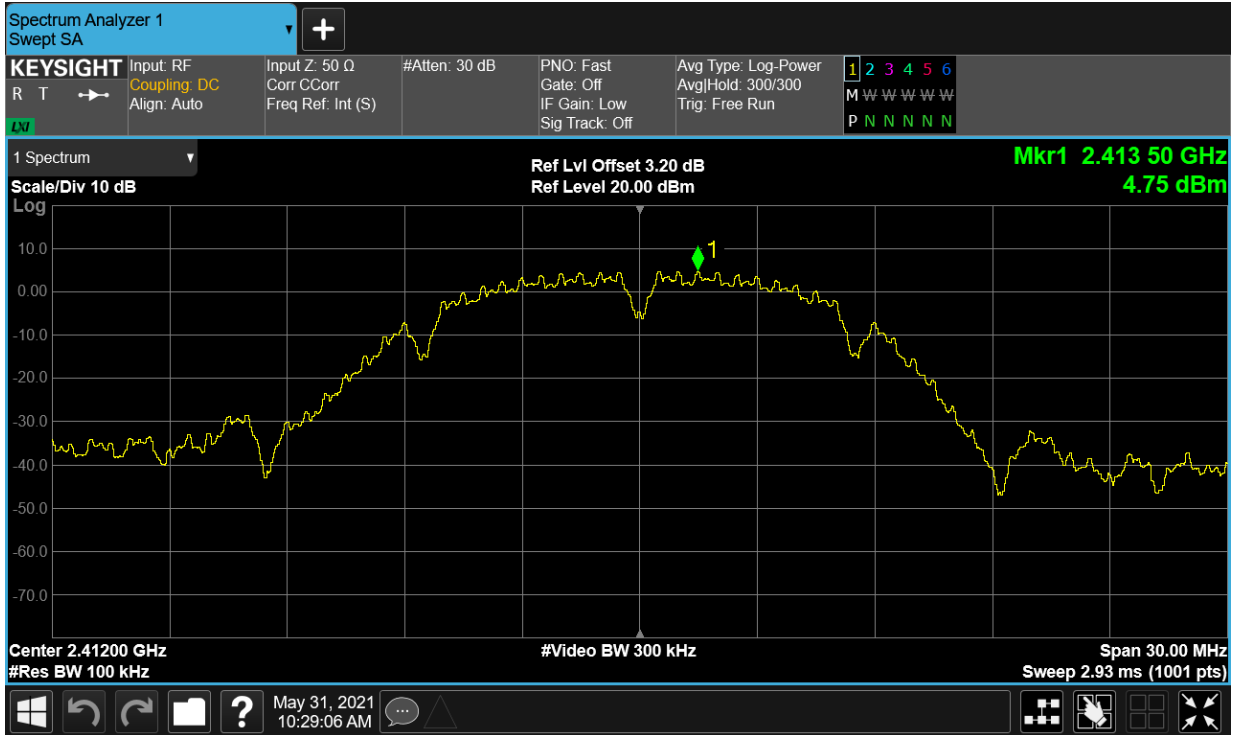 Spectrum Analyzer 1
Swept SA
▼
+
KEYSIGHT
R T
LXI
Input: RF
Coupling: DC
Align: Auto
Input Z: 50 Ω
Corr CCorr
Freq Ref: Int (S)
#Atten: 30 dB
PNO: Fast
Gate: Off
IF Gain: Low
Sig Track: Off
Avg Type: Log-Power
Avg|Hold: 300/300
Trig: Free Run
1 2 3 4 5 6
M W W W W W
P N N N N N
1 Spectrum ▼
Scale/Div 10 dB
Log
Ref Lvl Offset 3.20 dB
Ref Level 20.00 dBm
Mkr1 2.413 50 GHz
4.75 dBm
1
10.0
0.00
-10.0
-20.0
-30.0
-40.0
-50.0
-60.0
-70.0
Center 2.41200 GHz
#Res BW 100 kHz
#Video BW 300 kHz
Span 30.00 MHz
Sweep 2.93 ms (1001 pts)
?
May 31, 2021
10:29:06 AM